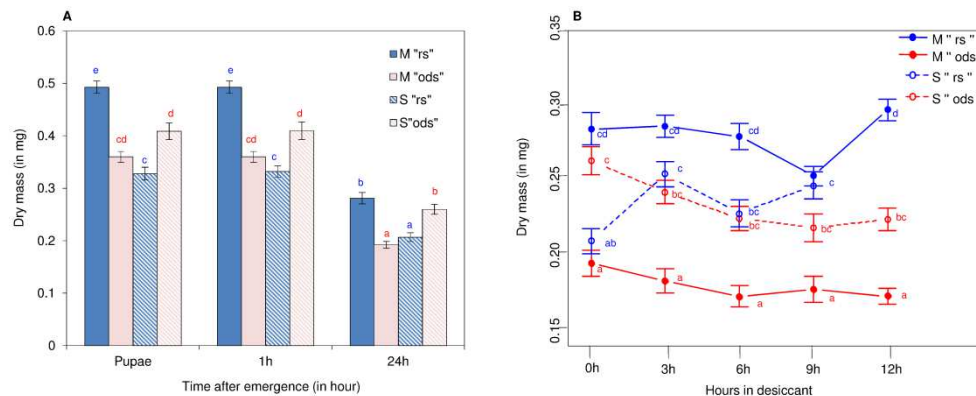 A
Dry mass (in mg)
0.6
0.5
0.4
0.3
0.2
0.1
0
e
cd
c
d
e
cd
c
d
b
a
a
b
M "rs"
M "ods"
S "rs"
S"ods"
Pupae 1h 24h
Time after emergence (in hour)
B
Dry mass (in mg)
0,35
0.30
0.25
0.20
0.15
M " rs "
M " ods
S " rs "
S " ods
cd
cd
cd
c
d
c
bc
bc
bc
bc
ab
c
bc
a
a
a
a
a
0h 3h 6h 9h 12h
Hours in desiccant